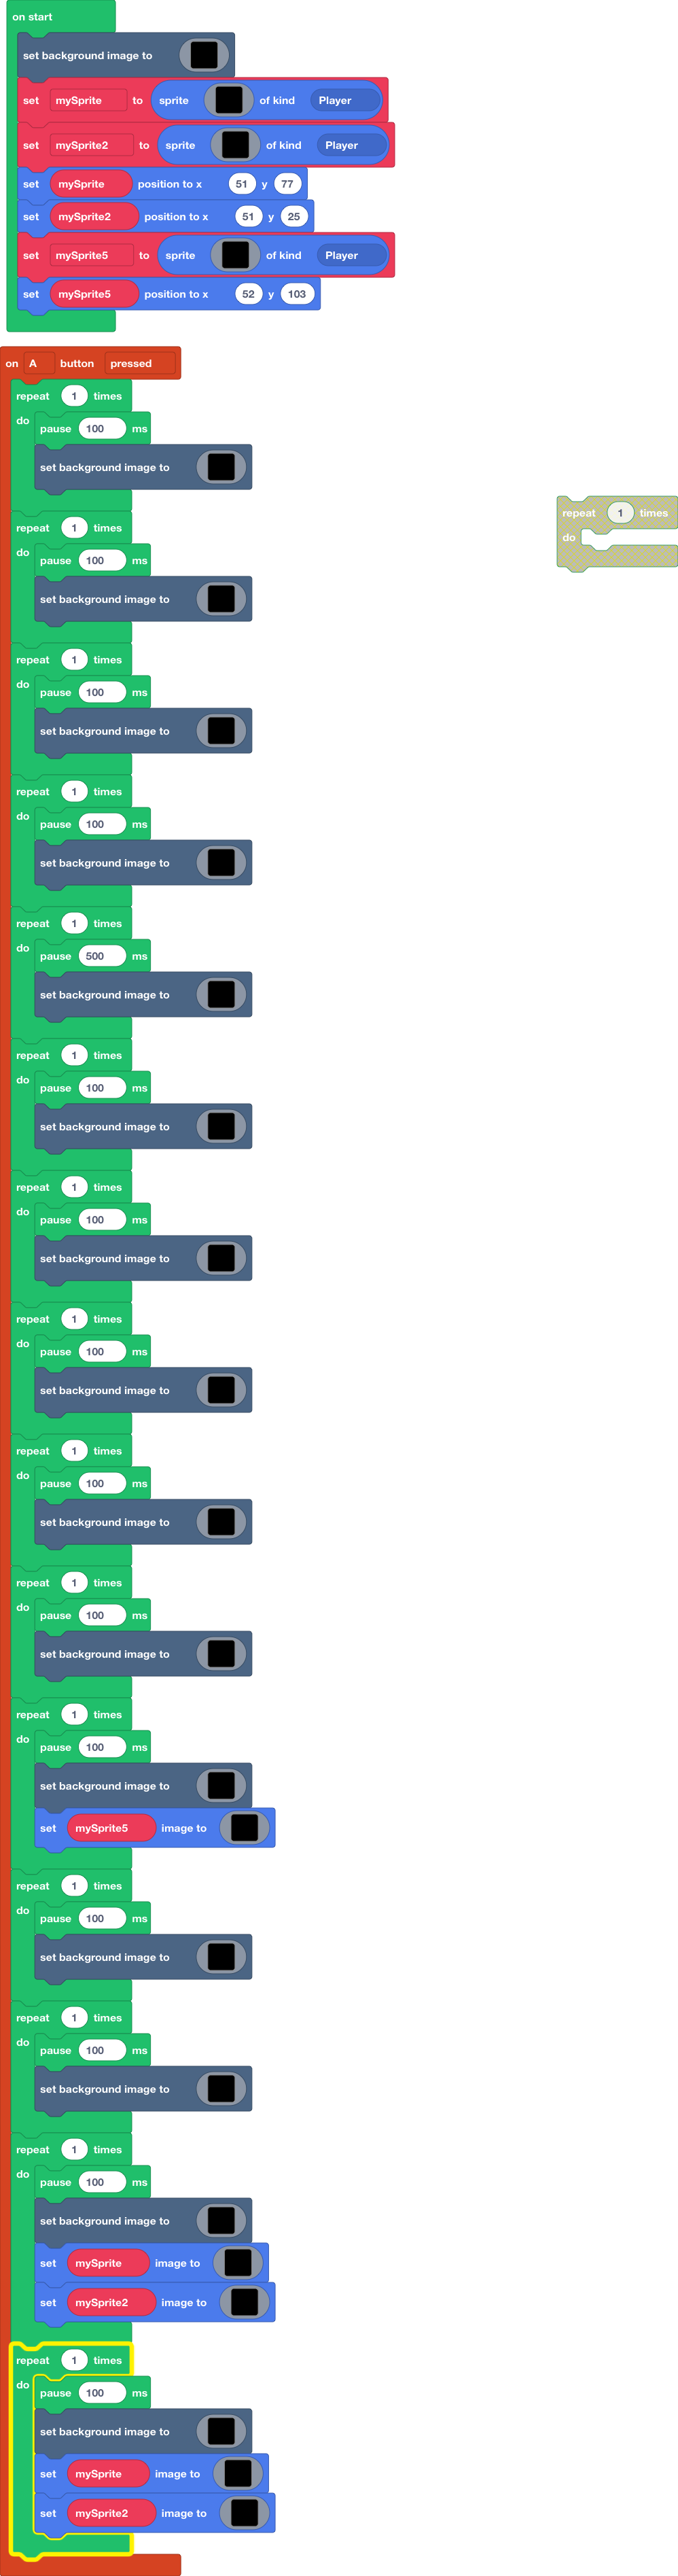 on start
set background image to
set mySprite to sprite of kind Player
set mySprite2 to sprite of kind Player
set mySprite position to x 51 y 77
set mySprite2 position to x 51 y 25
set mySprite5 to sprite of kind Player
set mySprite5 position to x 52 y 103
on A button pressed
repeat 1 times
do
pause 100 ms
set background image to
repeat 1 times
do
pause 100 ms
set background image to
repeat 1 times
do
pause 100 ms
set background image to
repeat 1 times
do
pause 100 ms
set background image to
repeat 1 times
do
pause 500 ms
set background image to
repeat 1 times
do
pause 100 ms
set background image to
repeat 1 times
do
pause 100 ms
set background image to
repeat 1 times
do
pause 100 ms
set background image to
repeat 1 times
do
pause 100 ms
set background image to
repeat 1 times
do
pause 100 ms
set background image to
repeat 1 times
do
pause 100 ms
set background image to
set mySprite5 image to
repeat 1 times
do
pause 100 ms
set background image to
repeat 1 times
do
pause 100 ms
set background image to
repeat 1 times
do
pause 100 ms
set background image to
set mySprite image to
set mySprite2 image to
repeat 1 times
do
pause 100 ms
set background image to
set mySprite image to
set mySprite2 image to
repeat 1 times
do